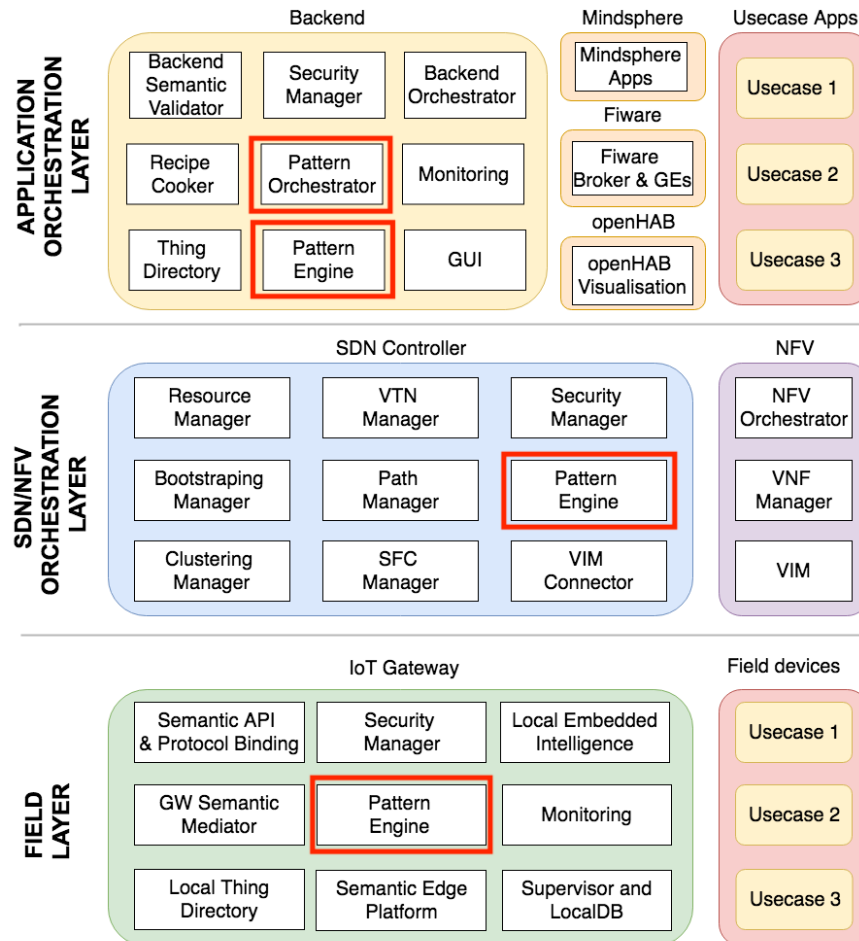 Backend
Mindsphere
Usecase Apps
APPLICATION
ORCHESTRATION
LAYER
Backend
Semantic
Validator
Security
Manager
Backend
Orchestrator
Mindsphere
Apps
Usecase 1
Fiware
Recipe
Cooker
Pattern
Orchestrator
Monitoring
Fiware
Broker & GEs
Usecase 2
openHAB
Thing
Directory
Pattern
Engine
GUI
openHAB
Visualisation
Usecase 3
SDN Controller
NFV
SDN/NFV
ORCHESTRATION
LAYER
Resource
Manager
VTN
Manager
Security
Manager
NFV
Orchestrator
Bootstraping
Manager
Path
Manager
Pattern
Engine
VNF
Manager
Clustering
Manager
SFC
Manager
VIM
Connector
VIM
IoT Gateway
Field devices
FIELD
LAYER
Semantic API
& Protocol Binding
Security
Manager
Local Embedded
Intelligence
Usecase 1
GW Semantic
Mediator
Pattern
Engine
Monitoring
Usecase 2
Local Thing
Directory
Semantic Edge
Platform
Supervisor and
LocalDB
Usecase 3